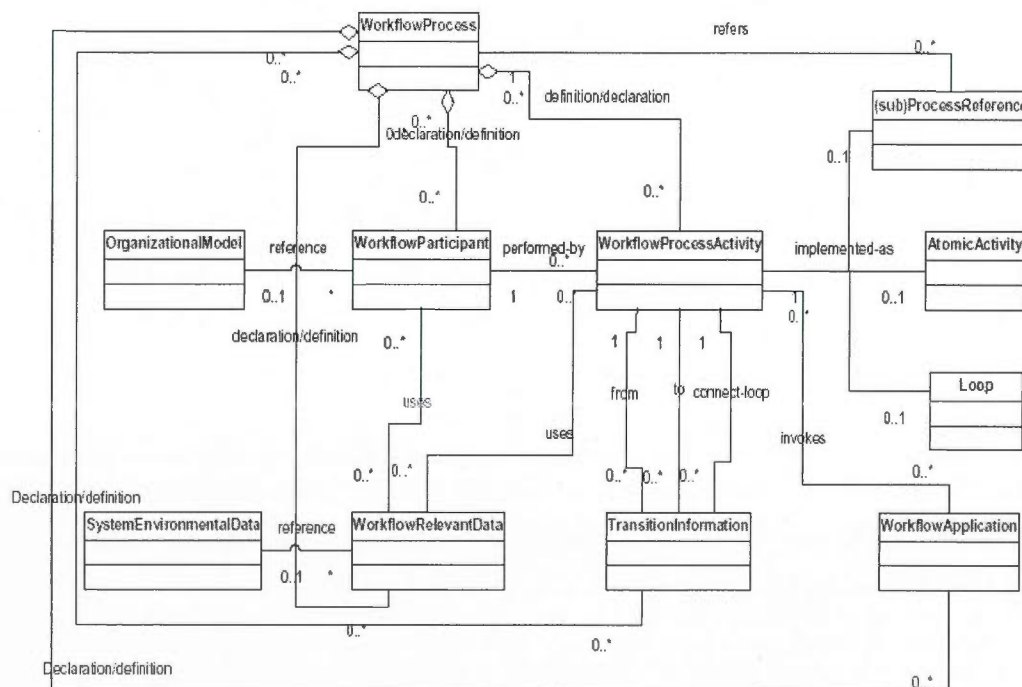 WorkflowProcess
refers
0..*
0..*
0..*
1
0..*
definition/declaration
(sub)ProcessReference
0..*
0declaration/definition
0..1
0..*
0..*
OrganizationalModel
reference
WorkflowParticipant
performed-by
0..*
WorkflowProcessActivity
implemented-as
AtomicActivity
0..1
*
1
0..*
1
0..*
0..1
declaration/definition
0..*
1
1
1
from
to
connect-loop
Loop
uses
uses
invokes
0..1
0..*
0..*
0..*
0..*
0..*
0..*
Declaration/definition
SystemEnvironmentalData
reference
WorkflowRelevantData
TransitionInformation
WorkflowApplication
0..1
*
0..*
0..*
0..*
Declaration/definition
0..*